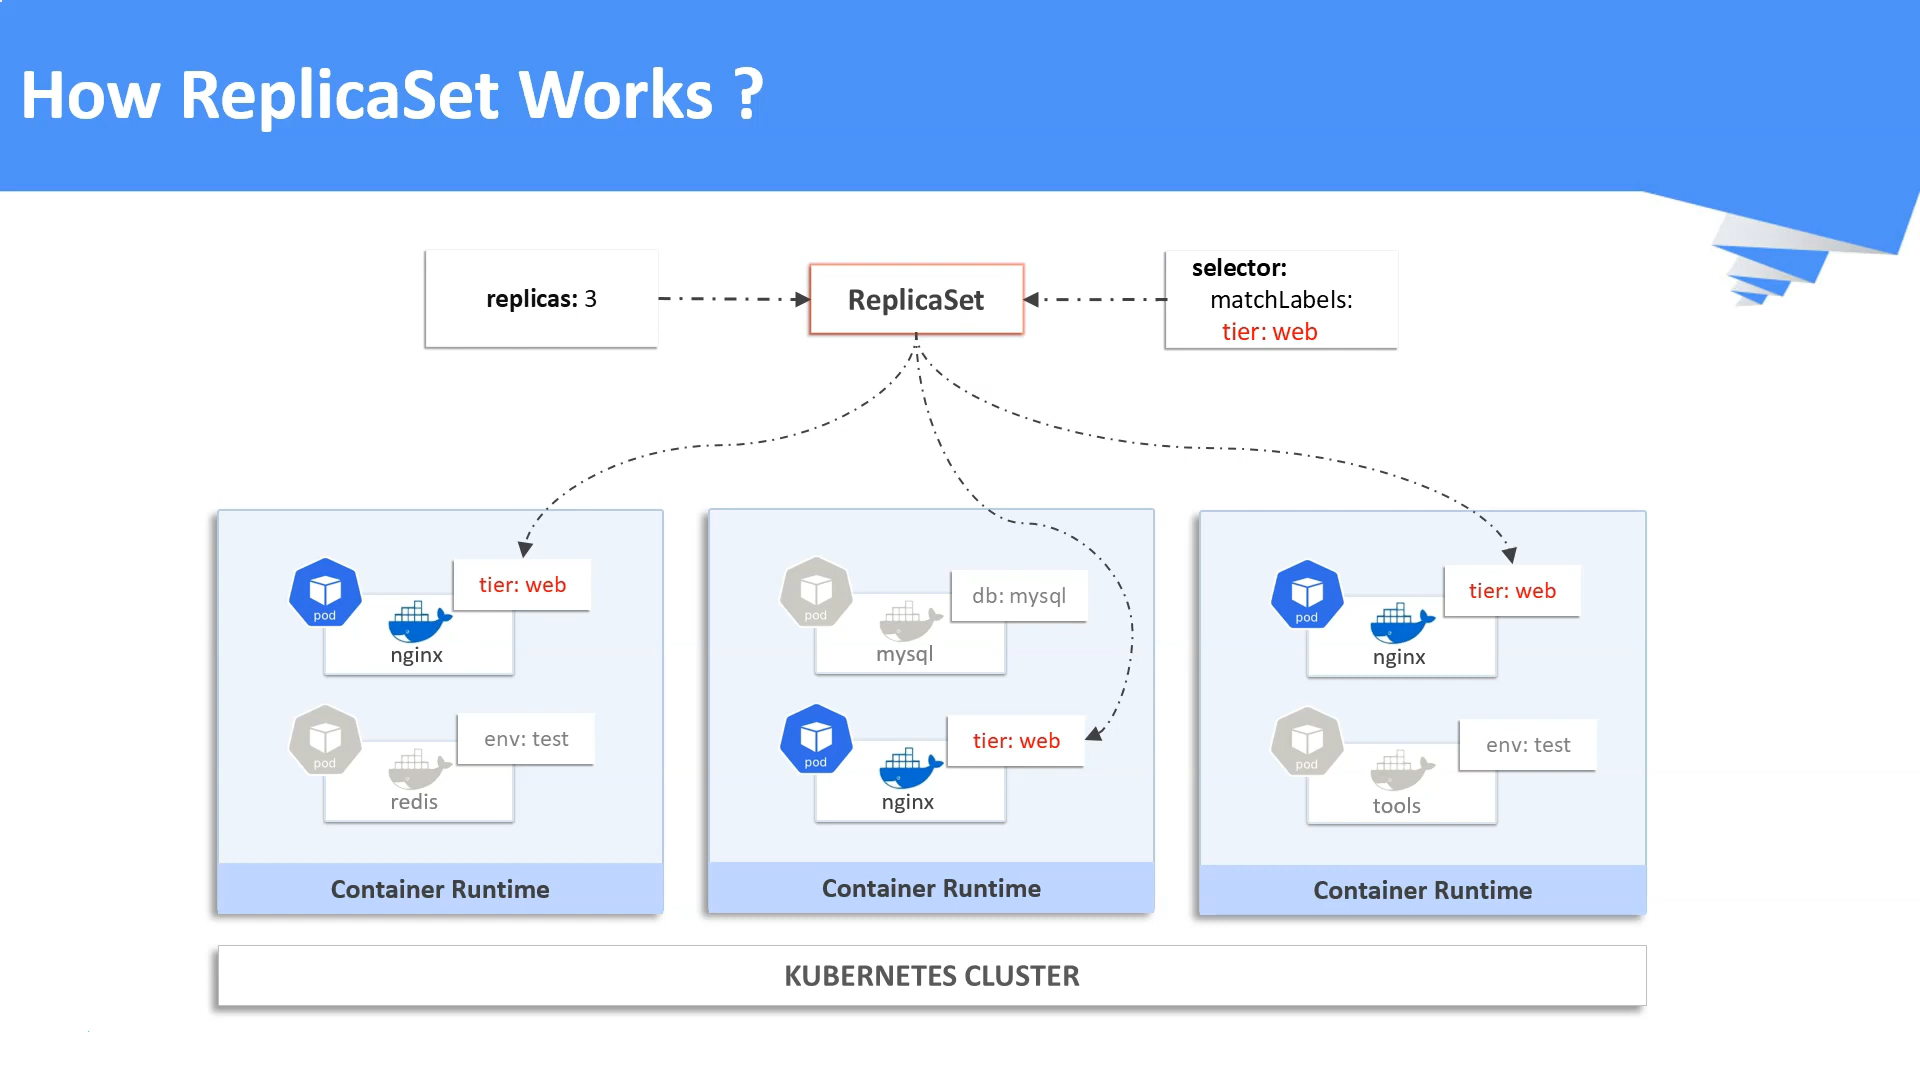 How ReplicaSet Works ?
replicas: 3
ReplicaSet
selector:
matchLabels:
tier: web
pod
nginx
tier: web
pod
redis
env: test
Container Runtime
pod
mysql
db: mysql
pod
nginx
tier: web
Container Runtime
pod
nginx
tier: web
pod
tools
env: test
Container Runtime
KUBERNETES CLUSTER